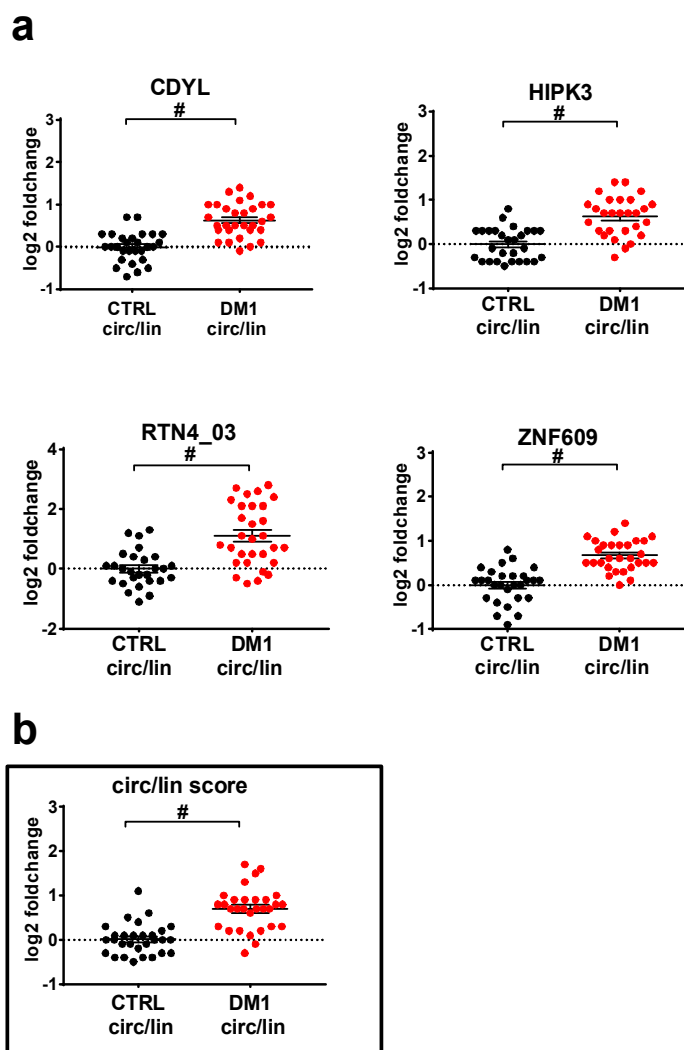 a
CDYL
#
log2 foldchange
3
2
1
0
-1
CTRL
circ/lin
DM1
circ/lin
HIPK3
#
log2 foldchange
3
2
1
0
-1
CTRL
circ/lin
DM1
circ/lin
RTN4_03
#
log2 foldchange
4
2
0
-2
CTRL
circ/lin
DM1
circ/lin
ZNF609
#
log2 foldchange
3
2
1
0
-1
CTRL
circ/lin
DM1
circ/lin
b
circ/lin score
#
log2 foldchange
3
2
1
0
-1
CTRL
circ/lin
DM1
circ/lin